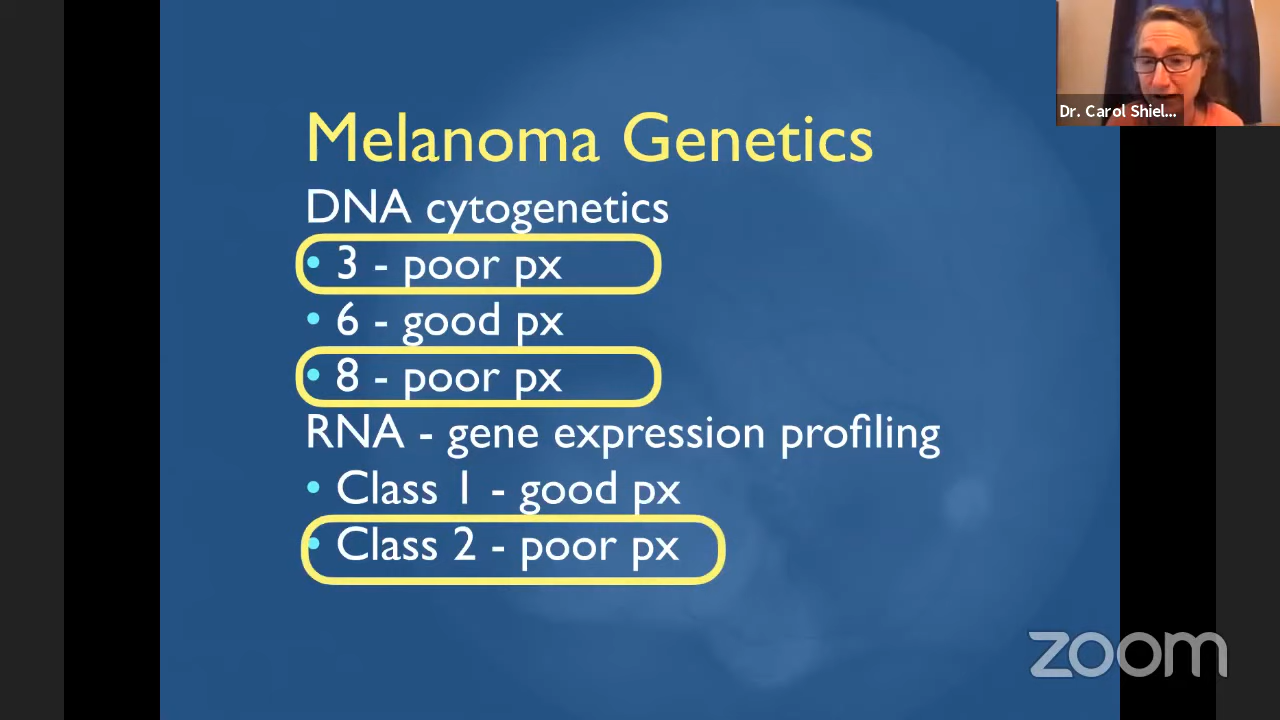 Dr. Carol Shiel...
Melanoma Genetics
DNA cytogenetics
• 3 - poor px
• 6 - good px
• 8 - poor px
RNA - gene expression profiling
• Class 1 - good px
• Class 2 - poor px
zoom